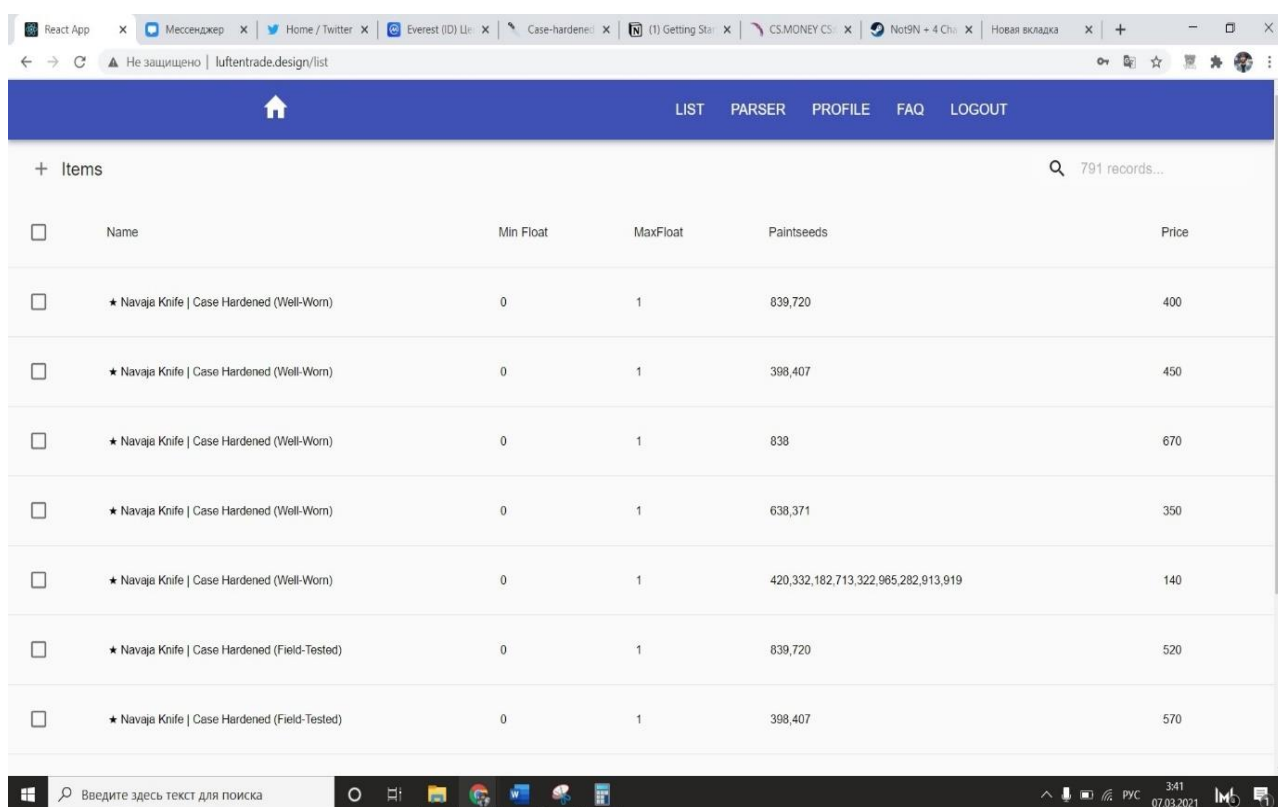 React App Мессенджер Home / Twitter Everest (ID) Case-hardened (1) Getting Sta CS.MONEY CS Not9N + 4 Cha Новая вкладка
Не защищено | luftentrade.design/list
LIST PARSER PROFILE FAQ LOGOUT
+ Items 791 records...
Name Min Float MaxFloat Paintseeds Price
★ Navaja Knife | Case Hardened (Well-Worn) 0 1 839,720 400
★ Navaja Knife | Case Hardened (Well-Worn) 0 1 398,407 450
★ Navaja Knife | Case Hardened (Well-Worn) 0 1 838 670
★ Navaja Knife | Case Hardened (Well-Worn) 0 1 638,371 350
★ Navaja Knife | Case Hardened (Well-Worn) 0 1 420,332,182,713,322,965,282,913,919 140
★ Navaja Knife | Case Hardened (Field-Tested) 0 1 839,720 520
★ Navaja Knife | Case Hardened (Field-Tested) 0 1 398,407 570
Введите здесь текст для поиска РУС 3:41
07.03.2021